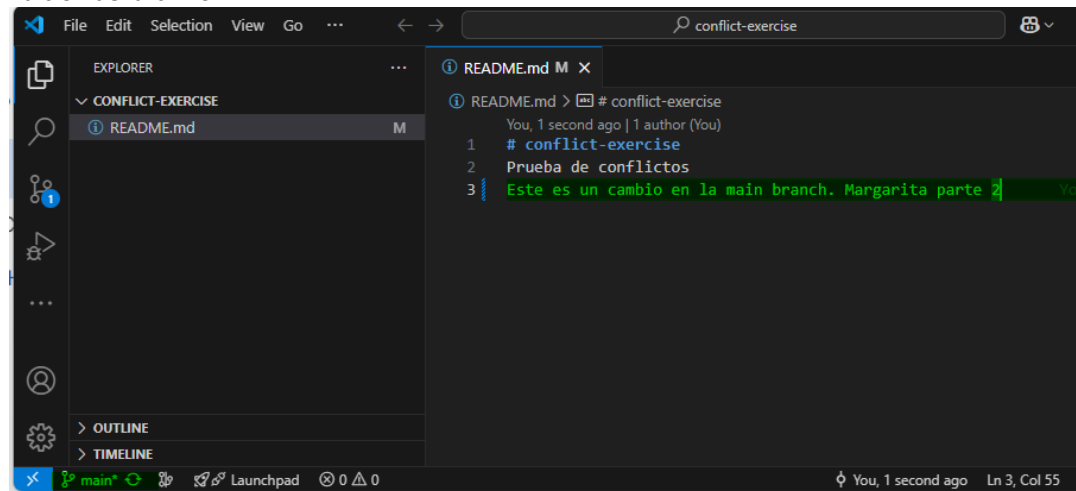 File Edit Selection View Go ··· conflict-exercise
EXPLORER ···
CONFLICT-EXERCISE
README.md M
OUTLINE
TIMELINE
README.md M
README.md > # conflict-exercise
You, 1 second ago | 1 author (You)
1 # conflict-exercise
2 Prueba de conflictos
3 Este es un cambio en la main branch. Margarita parte 2
1
main* Launchpad 0 0 You, 1 second ago Ln 3, Col 55